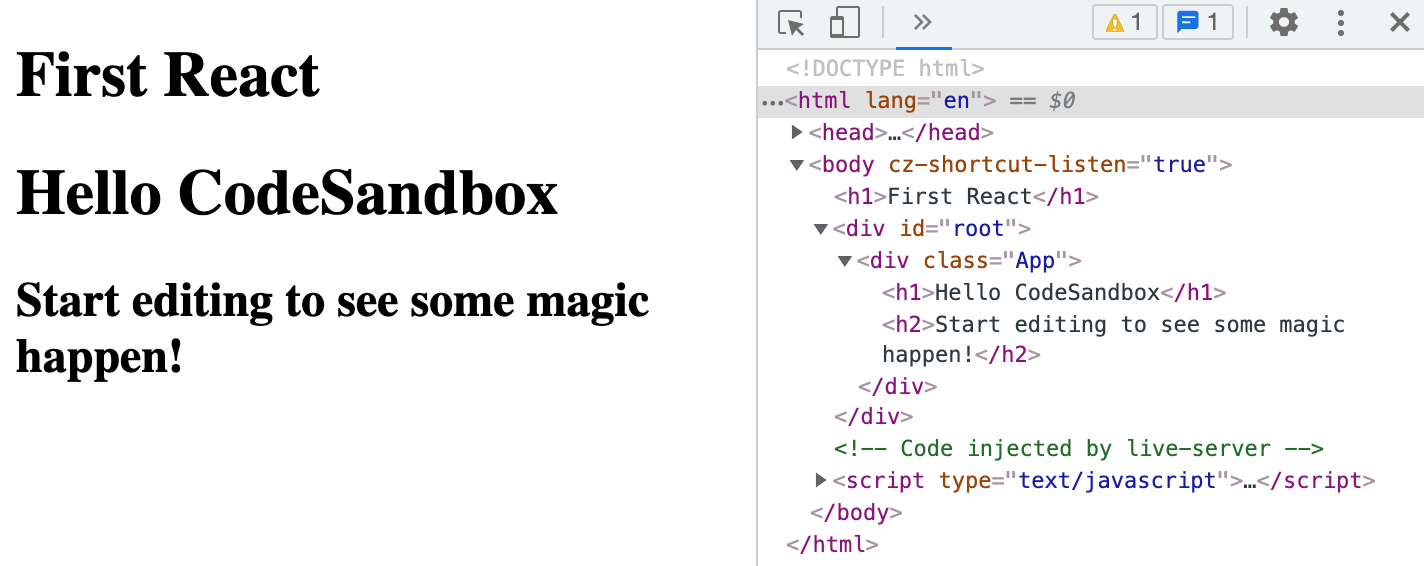 First React
Hello CodeSandbox
Start editing to see some magic
happen!
1
1
<!DOCTYPE html>
…<html lang="en"> == $0
<head>…</head>
<body cz-shortcut-listen="true">
<h1>First React</h1>
<div id="root">
<div class="App">
<h1>Hello CodeSandbox</h1>
<h2>Start editing to see some magic
happen!</h2>
</div>
</div>
<!-- Code injected by live-server -->
<script type="text/javascript">…</script>
</body>
</html>